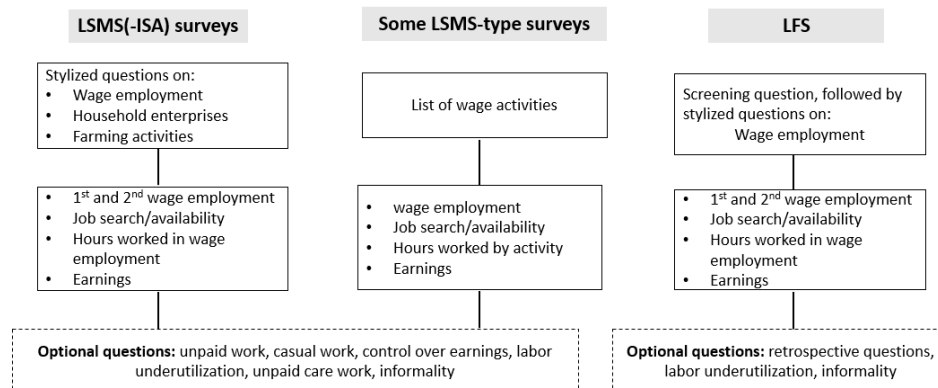 LSMS(-ISA) surveys
Stylized questions on:
• Wage employment
• Household enterprises
• Farming activities
• 1st and 2nd wage employment
• Job search/availability
• Hours worked in wage
employment
• Earnings
Some LSMS-type surveys
List of wage activities
• wage employment
• Job search/availability
• Hours worked by activity
• Earnings
Optional questions: unpaid work, casual work, control over earnings, labor
underutilization, unpaid care work, informality
LFS
Screening question, followed by
stylized questions on:
Wage employment
• 1st and 2nd wage employment
• Job search/availability
• Hours worked in wage
employment
• Earnings
Optional questions: retrospective questions,
labor underutilization, informality